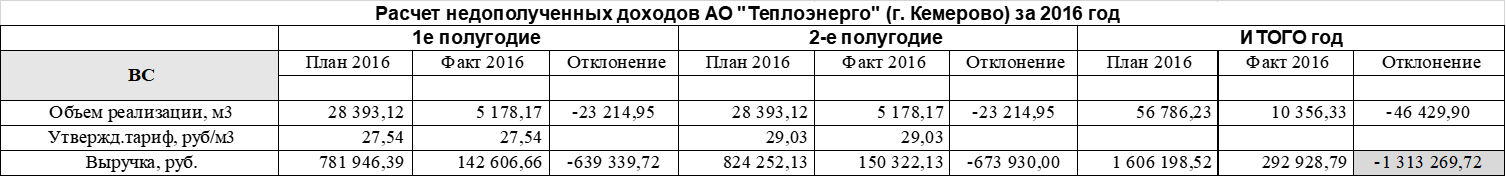 Расчет недополученных доходов АО "Теплоэнерго" (г. Кемерово) за 2016 год
1е полугодие 2-е полугодие ИТОГО год
ВС План 2016 Факт 2016 Отклонение План 2016 Факт 2016 Отклонение План 2016 Факт 2016 Отклонение
Объем реализации, м3 28 393,12 5 178,17 -23 214,95 28 393,12 5 178,17 -23 214,95 56 786,23 10 356,33 -46 429,90
Утвержд.тариф, руб/м3 27,54 27,54 29,03 29,03
Выручка, руб. 781 946,39 142 606,66 -639 339,72 824 252,13 150 322,13 -673 930,00 1 606 198,52 292 928,79 -1 313 269,72